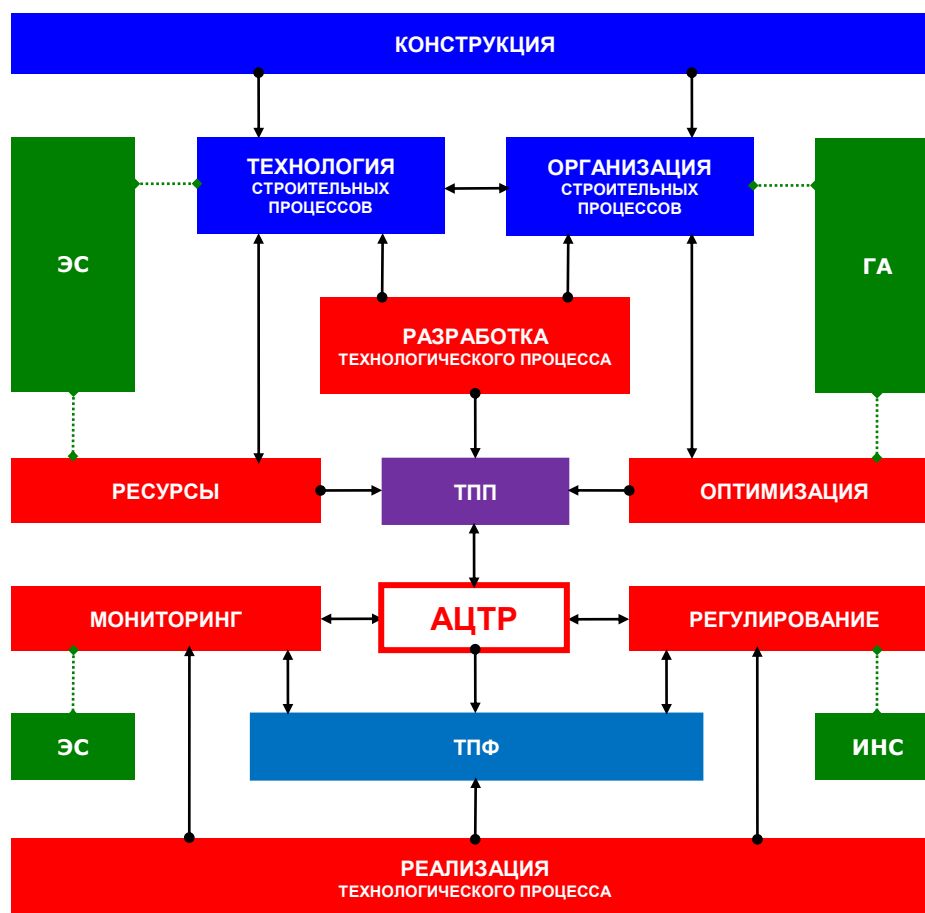 КОНСТРУКЦИЯ
ТЕХНОЛОГИЯ
СТРОИТЕЛЬНЫХ
ПРОЦЕССОВ
ОРГАНИЗАЦИЯ
СТРОИТЕЛЬНЫХ
ПРОЦЕССОВ
ЭС
ГА
РАЗРАБОТКА
ТЕХНОЛОГИЧЕСКОГО ПРОЦЕССА
РЕСУРСЫ
ТПП
ОПТИМИЗАЦИЯ
МОНИТОРИНГ
АЦТР
РЕГУЛИРОВАНИЕ
ЭС
ТПФ
ИНС
РЕАЛИЗАЦИЯ
ТЕХНОЛОГИЧЕСКОГО ПРОЦЕССА